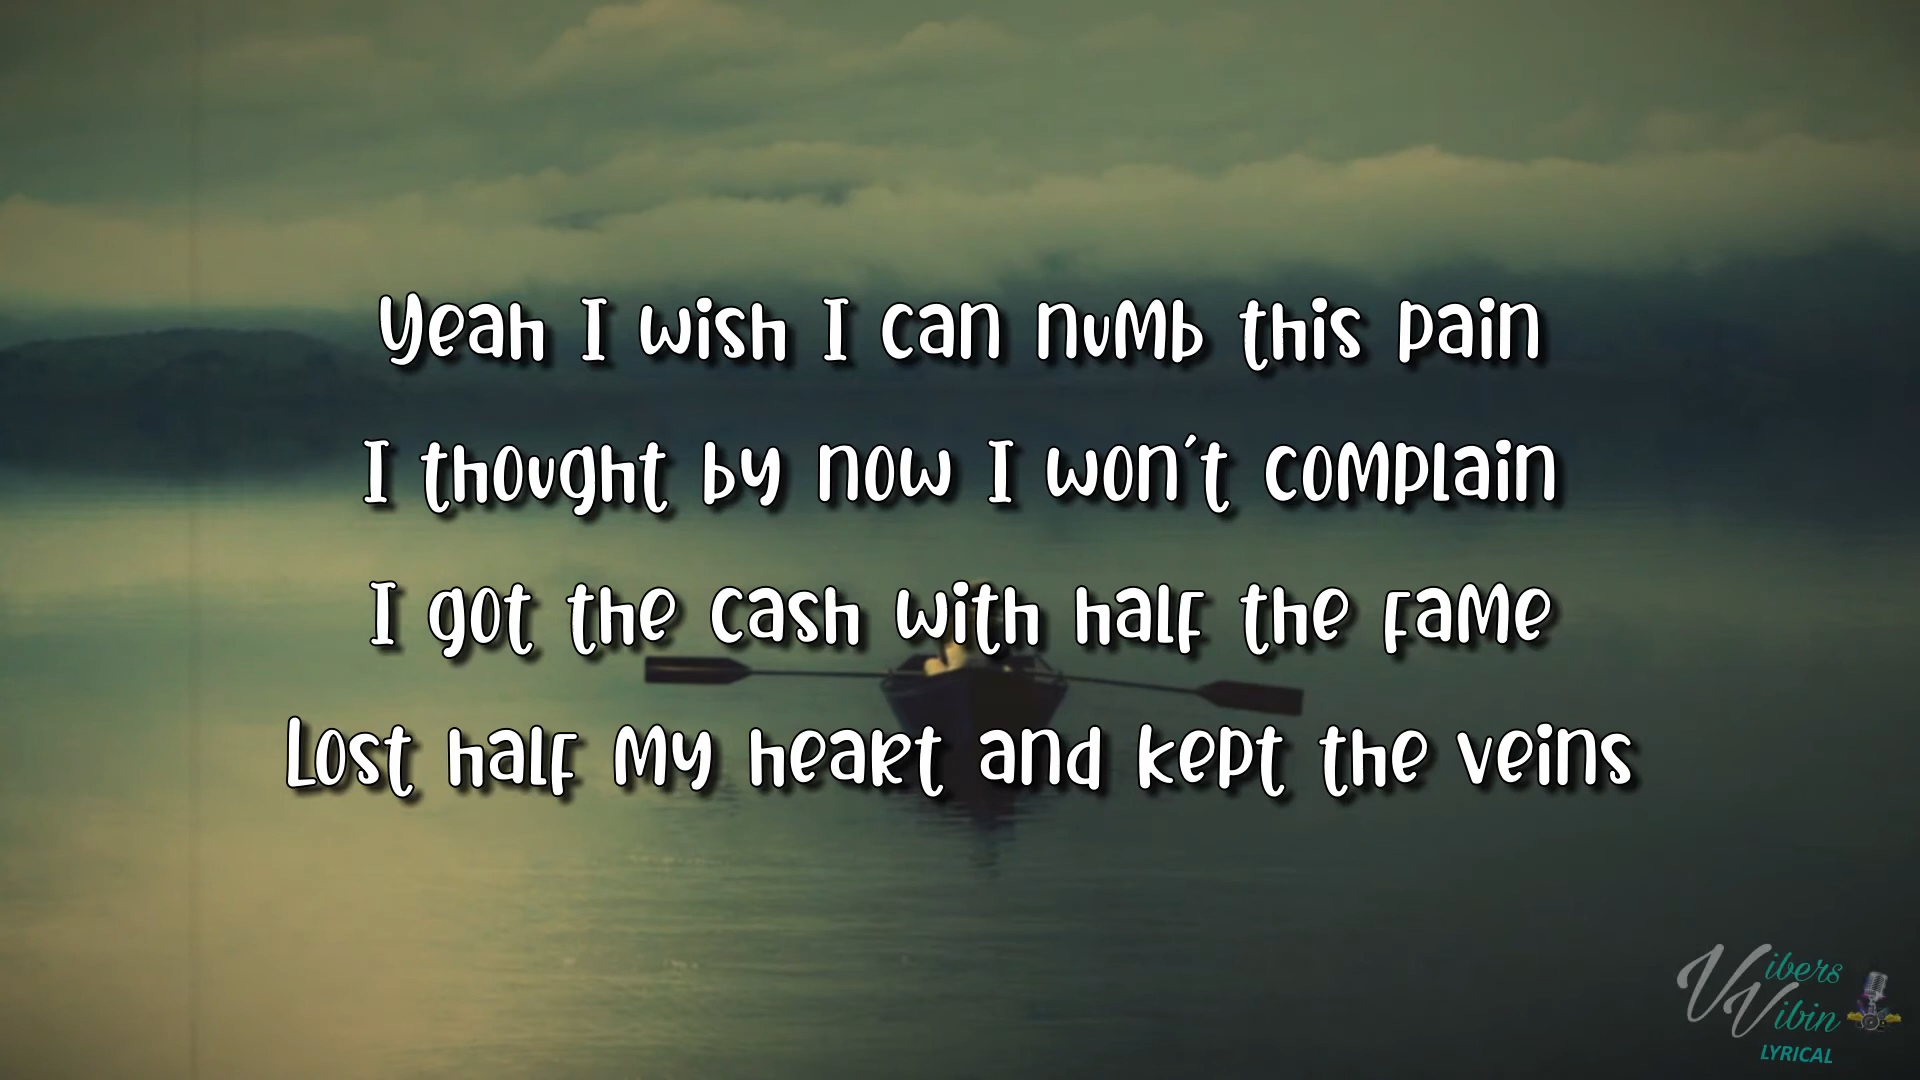 Yeah I wish I can numb this pain
I thought by now I won't complain
I got the cash with half the fame
Lost half my heart and kept the veins
Vibers
Vibin
LYRICAL